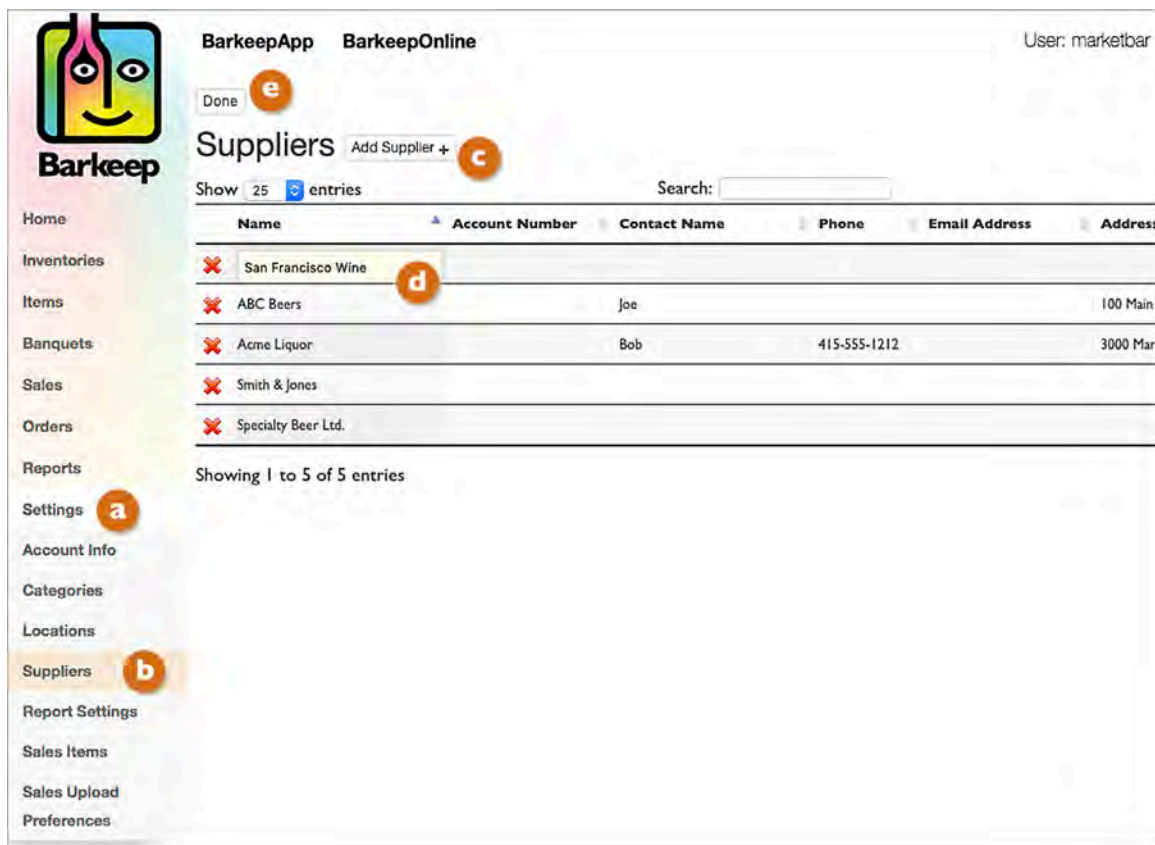 BarkeepApp BarkeepOnline User: marketbar
Done e
Suppliers Add Supplier + c
Barkeep
Show 25 entries Search:
Name Account Number Contact Name Phone Email Address Address
San Francisco Wine d
ABC Beers Joe 100 Main
Acme Liquor Bob 415-555-1212 3000 Mar
Smith & Jones
Specialty Beer Ltd.
Showing 1 to 5 of 5 entries
Home
Inventories
Items
Banquets
Sales
Orders
Reports
Settings a
Account Info
Categories
Locations
Suppliers b
Report Settings
Sales Items
Sales Upload
Preferences